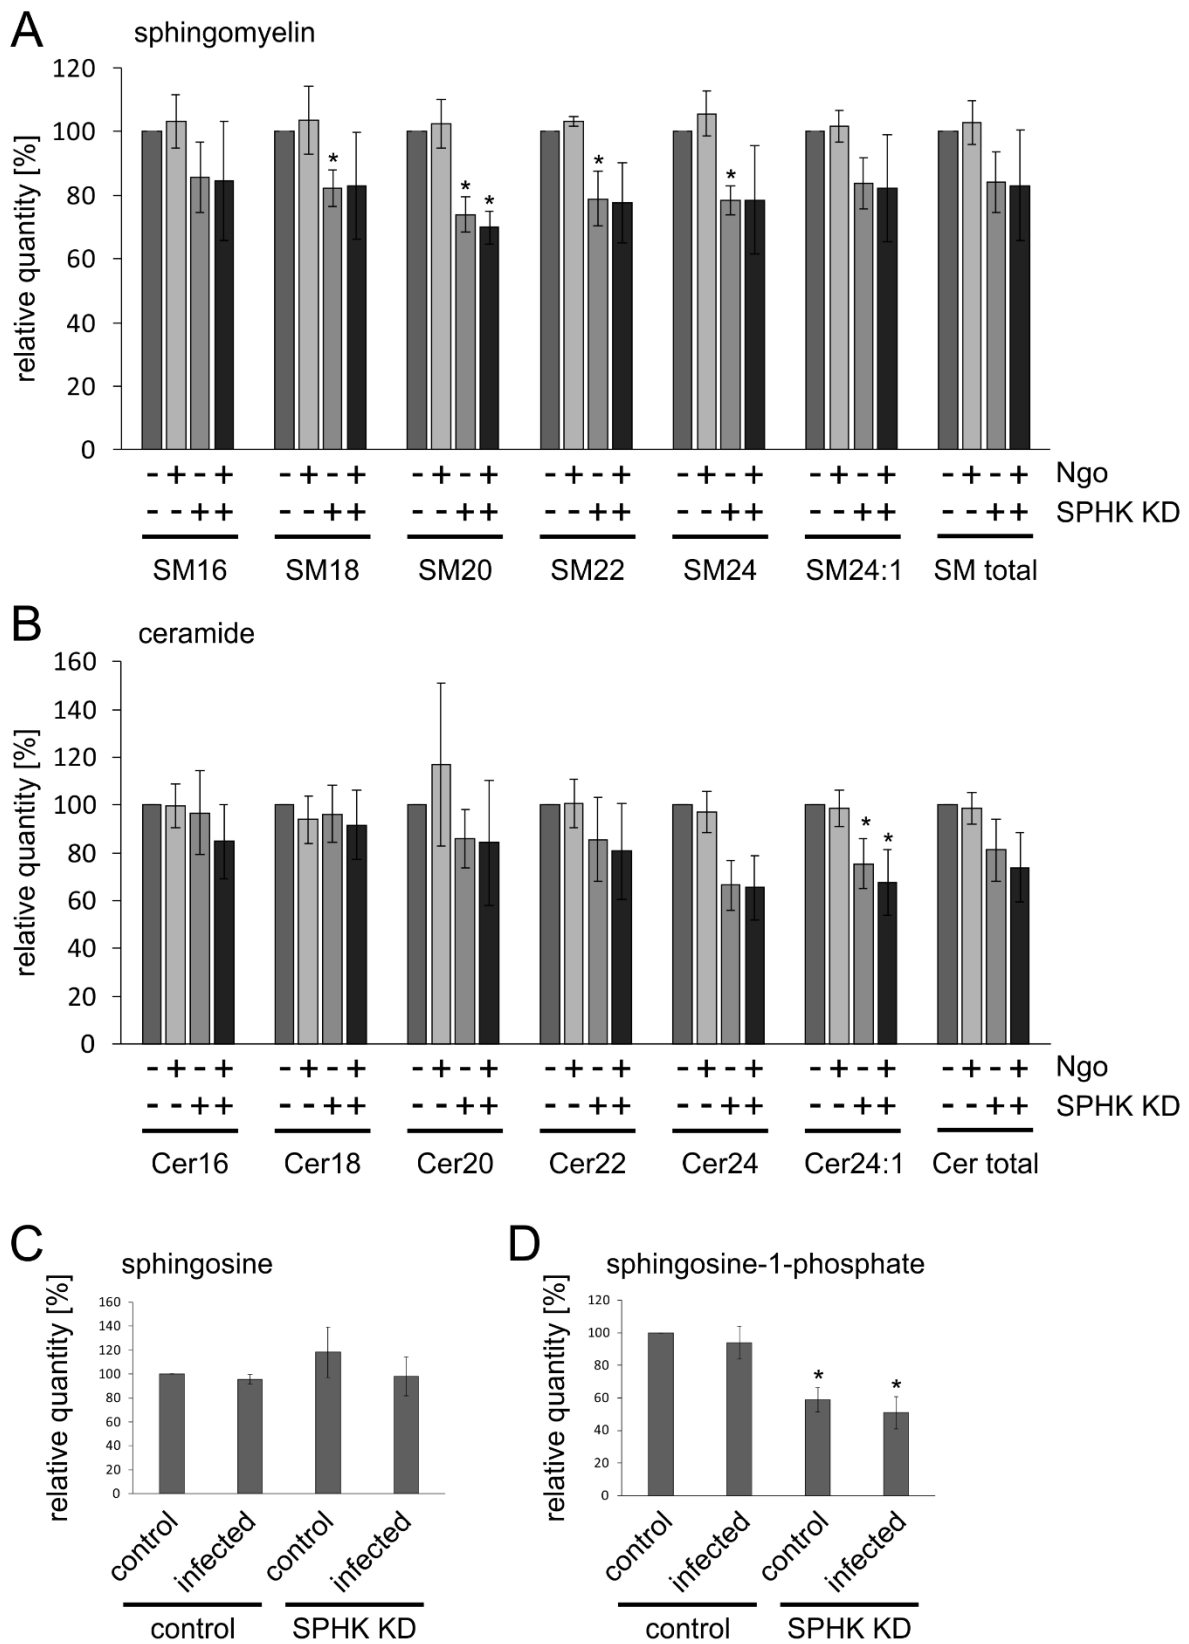 A
sphingomyelin
relative quantity [%]
120
100
80
60
40
20
0
* * * * *
- + - + - + - + - + - + - + - + - + - + - + - + - + - + Ngo
- - + + - - + + - - + + - - + + - - + + - - + + - - + + SPHK KD
SM16 SM18 SM20 SM22 SM24 SM24:1 SM total
B
ceramide
relative quantity [%]
160
140
120
100
80
60
40
20
0
* *
- + - + - + - + - + - + - + - + - + - + - + - + - + - + Ngo
- - + + - - + + - - + + - - + + - - + + - - + + - - + + SPHK KD
Cer16 Cer18 Cer20 Cer22 Cer24 Cer24:1 Cer total
C
sphingosine
relative quantity [%]
160
140
120
100
80
60
40
20
0
control infected control infected
control SPHK KD
D
sphingosine-1-phosphate
relative quantity [%]
120
100
80
60
40
20
0
* *
control infected control infected
control SPHK KD